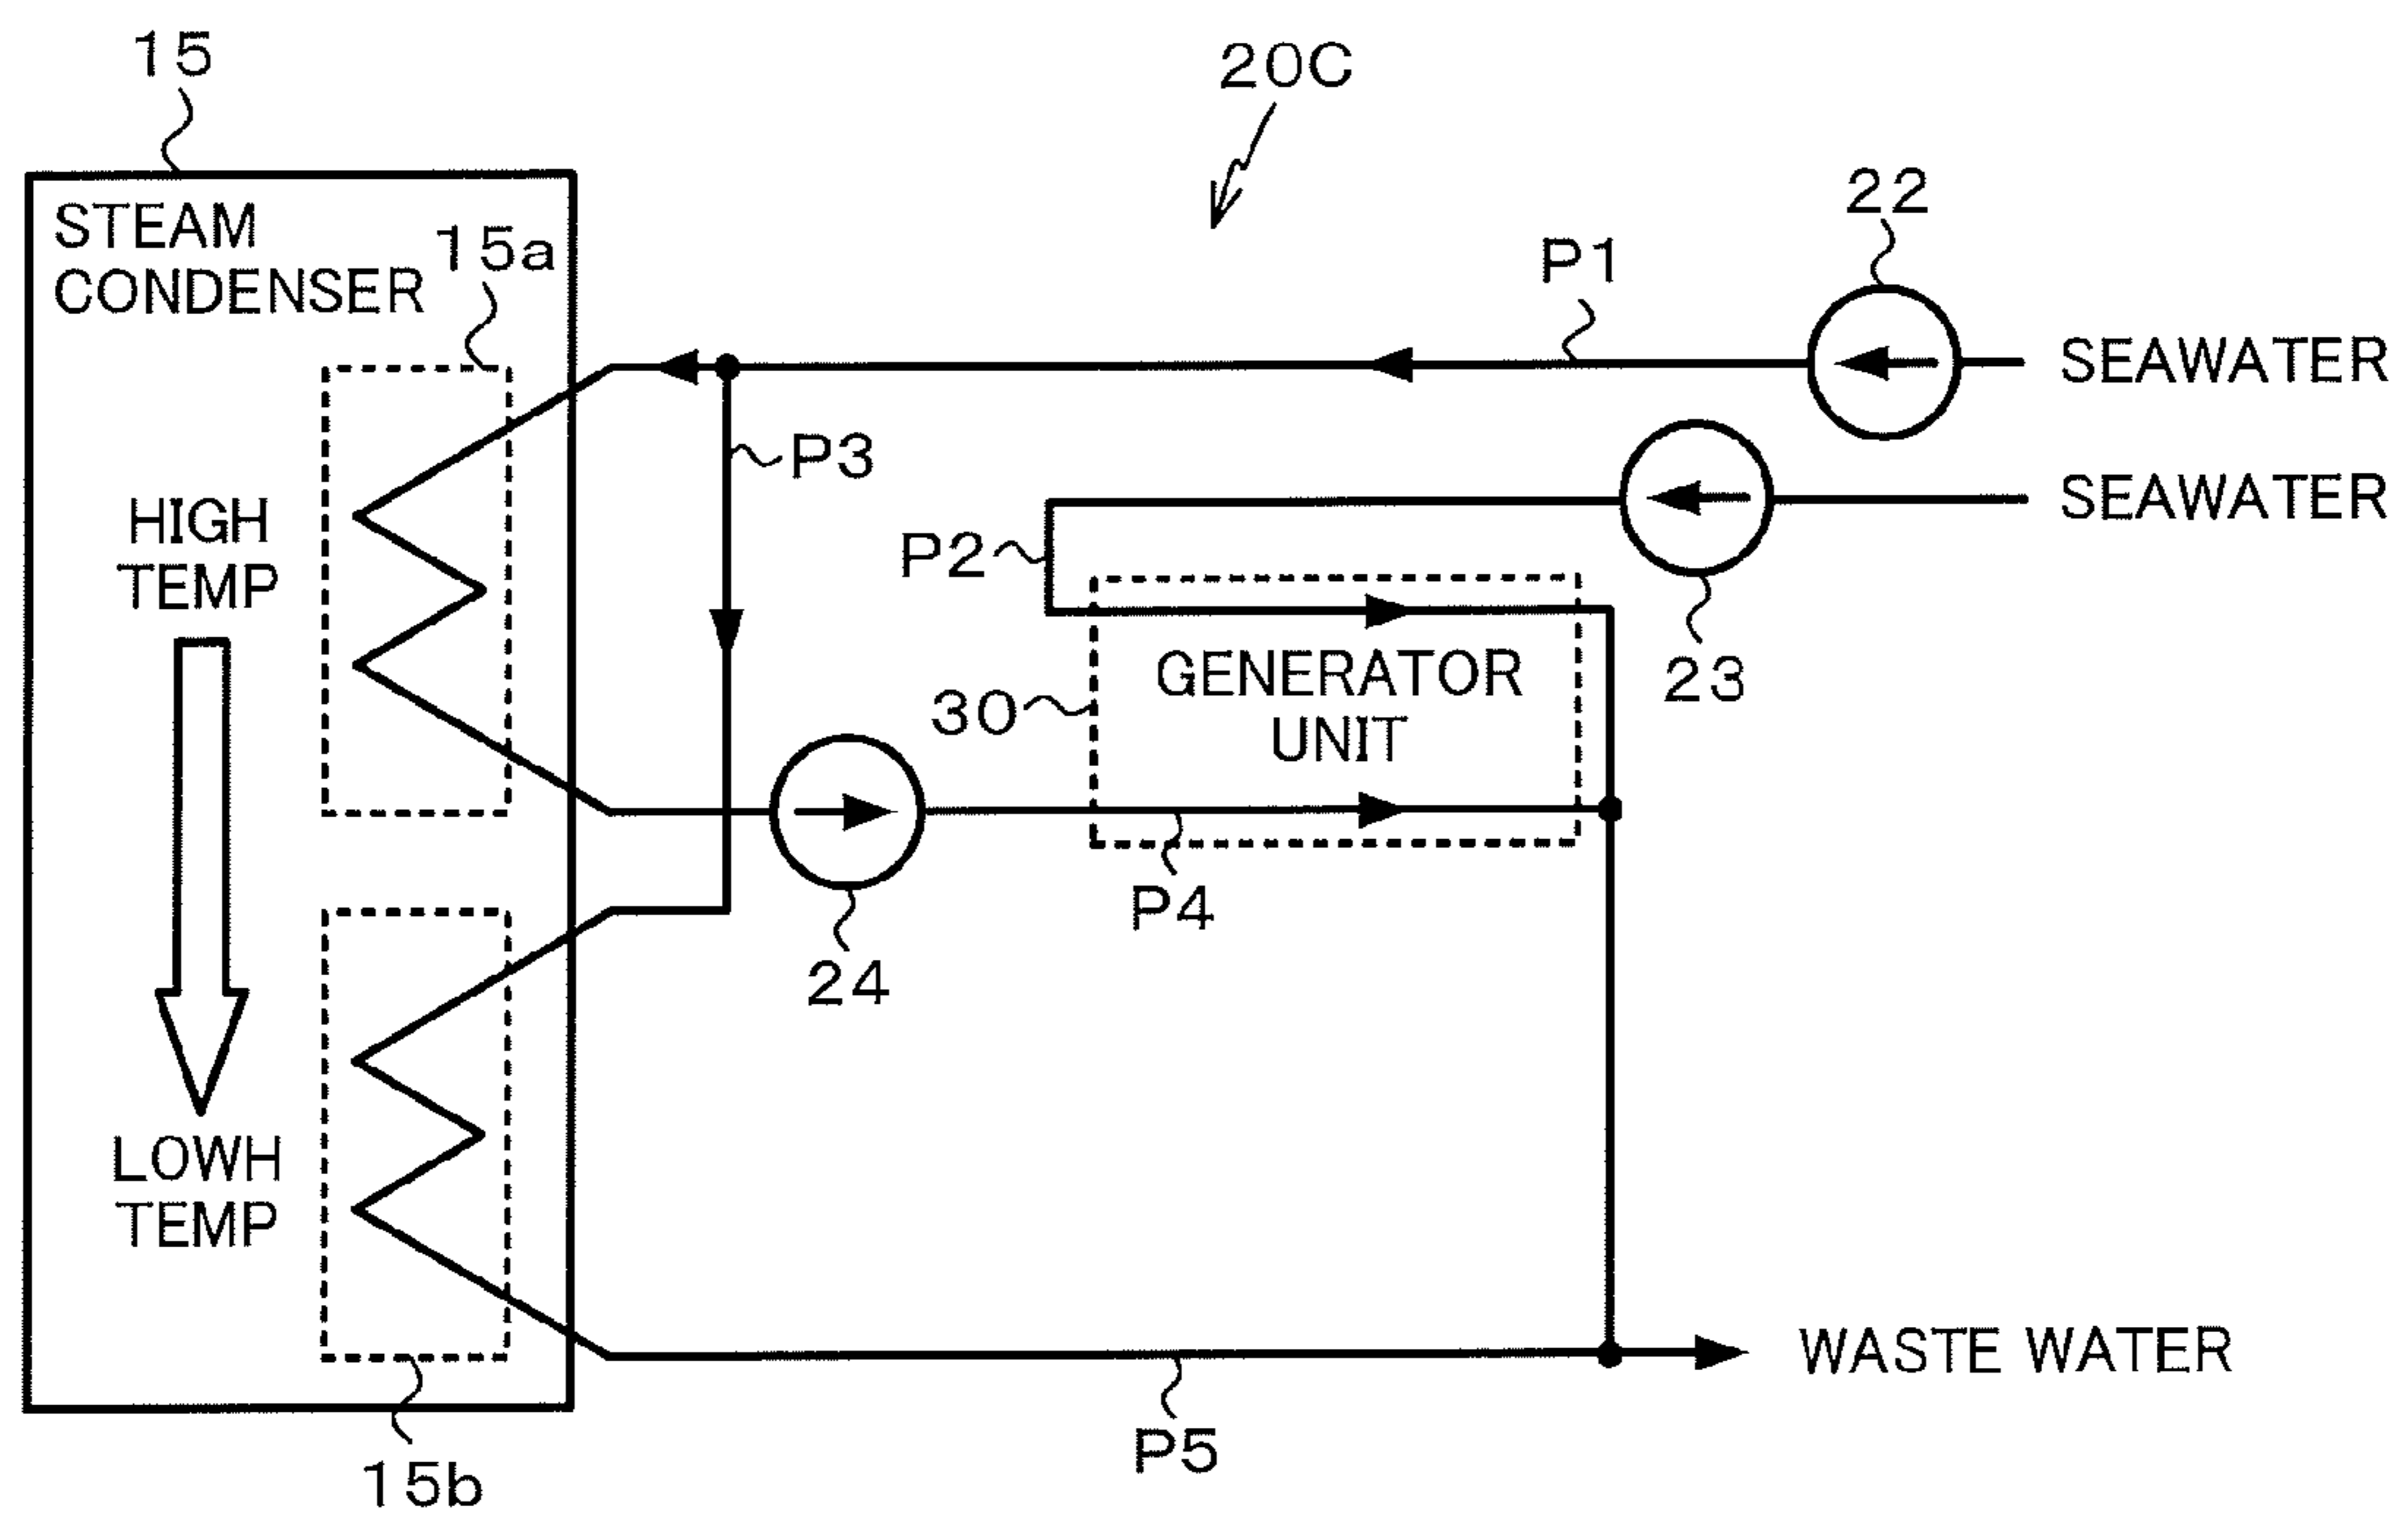 15
20C
22
STEAM
CONDENSER
15a
P1
SEAWATER
P3
SEAWATER
HIGH
TEMP
P2
23
GENERATOR
UNIT
30
P4
24
LOWH
TEMP
WASTE WATER
P5
15b